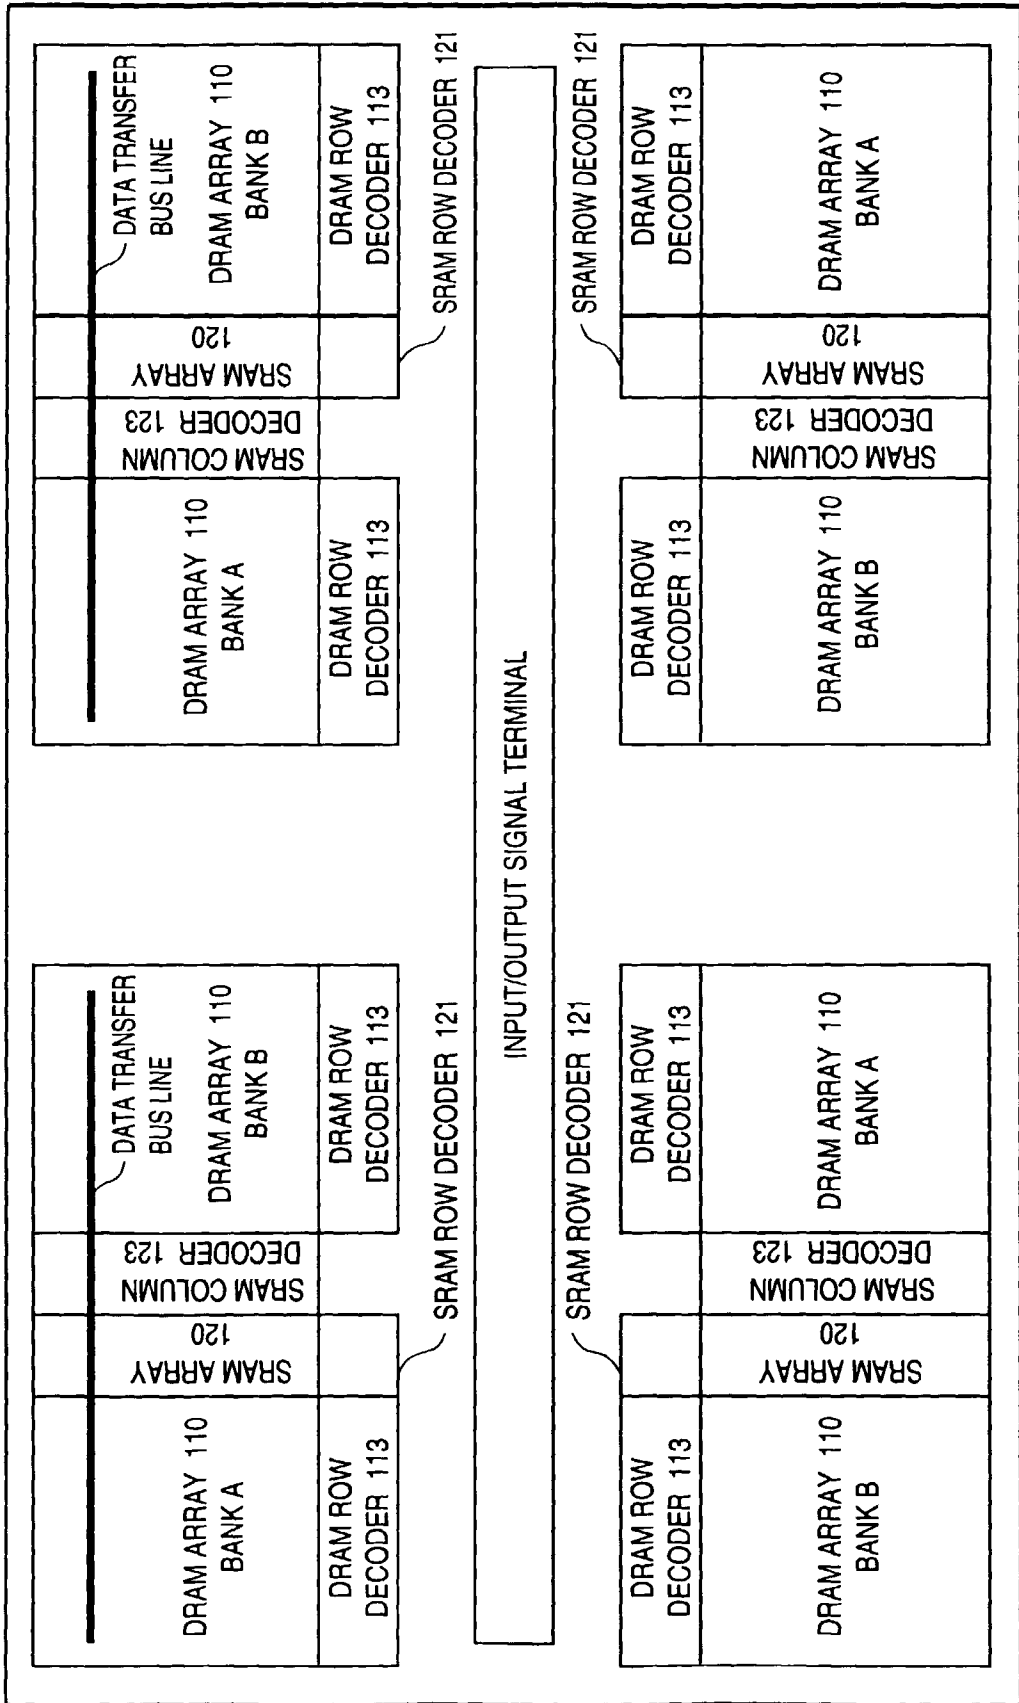 DRAM ARRAY 110
BANK A
SRAM ARRAY
120
SRAM COLUMN
DECODER 123
DATA TRANSFER
BUS LINE
DRAM ARRAY 110
BANK B
DRAM ROW
DECODER 113
DRAM ROW
DECODER 113
SRAM ROW DECODER 121
DRAM ARRAY 110
BANK A
SRAM COLUMN
DECODER 123
SRAM ARRAY
120
DATA TRANSFER
BUS LINE
DRAM ARRAY 110
BANK B
DRAM ROW
DECODER 113
DRAM ROW
DECODER 113
SRAM ROW DECODER 121
INPUT/OUTPUT SIGNAL TERMINAL
SRAM ROW DECODER 121
DRAM ROW
DECODER 113
DRAM ROW
DECODER 113
DRAM ARRAY 110
BANK B
SRAM ARRAY
120
SRAM COLUMN
DECODER 123
DRAM ARRAY 110
BANK A
SRAM ROW DECODER 121
DRAM ROW
DECODER 113
DRAM ROW
DECODER 113
DRAM ARRAY 110
BANK B
SRAM COLUMN
DECODER 123
SRAM ARRAY
120
DRAM ARRAY 110
BANK A